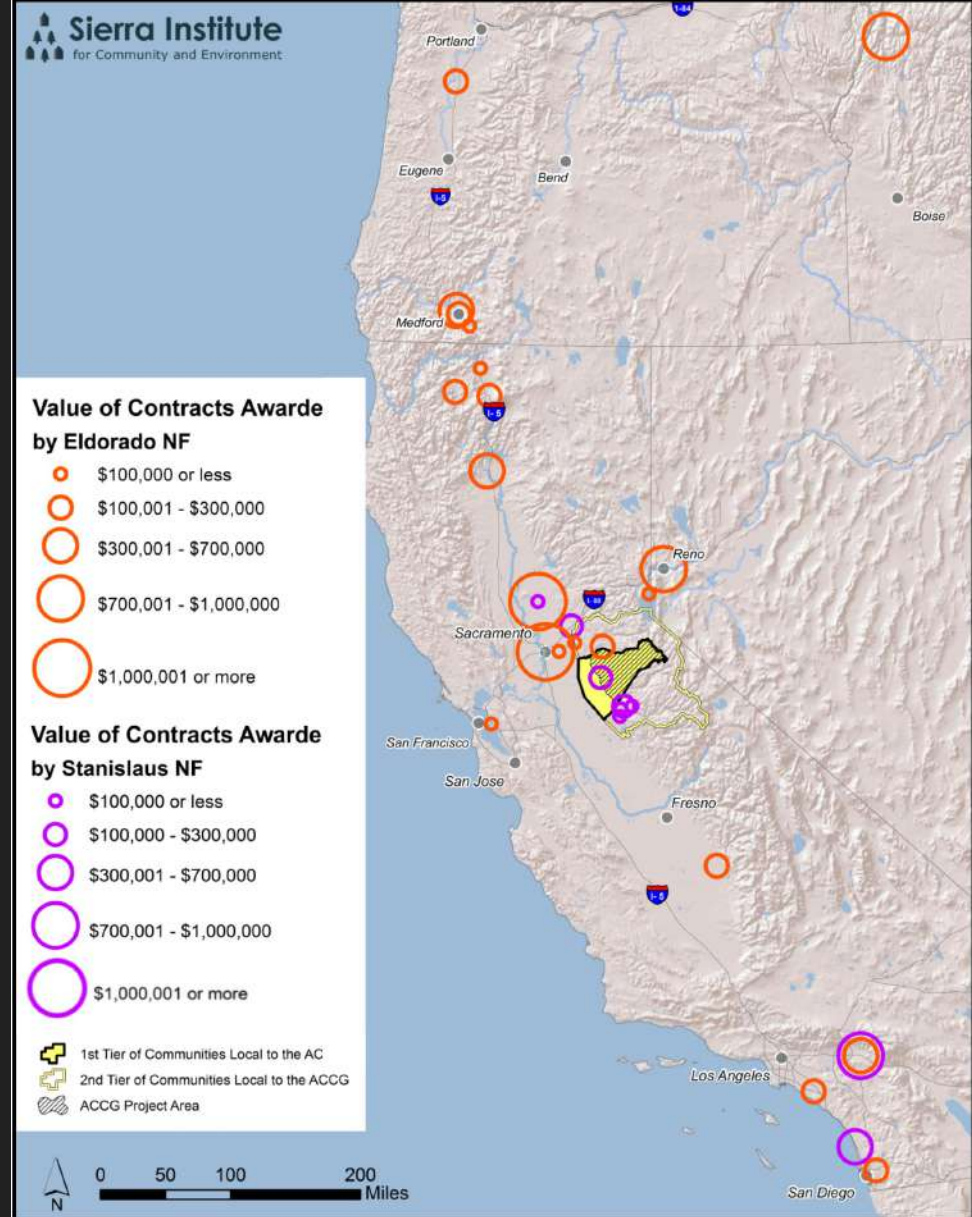 Sierra Institute
for Community and Environment
I-84
Portland
Eugene
Bend
I-5
Boise
Medford
I-5
Value of Contracts Awarde
by Eldorado NF
$100,000 or less
$100,001 - $300,000
$300,001 - $700,000
$700,001 - $1,000,000
$1,000,001 or more
Reno
I-80
Sacramento
San Francisco
San Jose
Fresno
I-5
Value of Contracts Awarde
by Stanislaus NF
$100,000 or less
$100,000 - $300,000
$300,001 - $700,000
$700,001 - $1,000,000
$1,000,001 or more
1st Tier of Communities Local to the AC
2nd Tier of Communities Local to the ACCG
ACCG Project Area
Los Angeles
San Diego
N
0 50 100 200
Miles